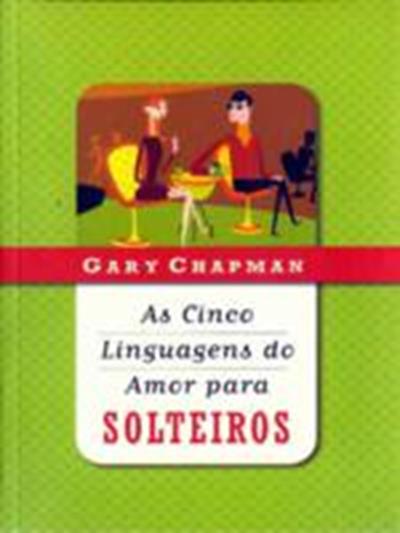 GARY CHAPMAN
As Cinco
Linguagens do
Amor para
SOLTEIROS